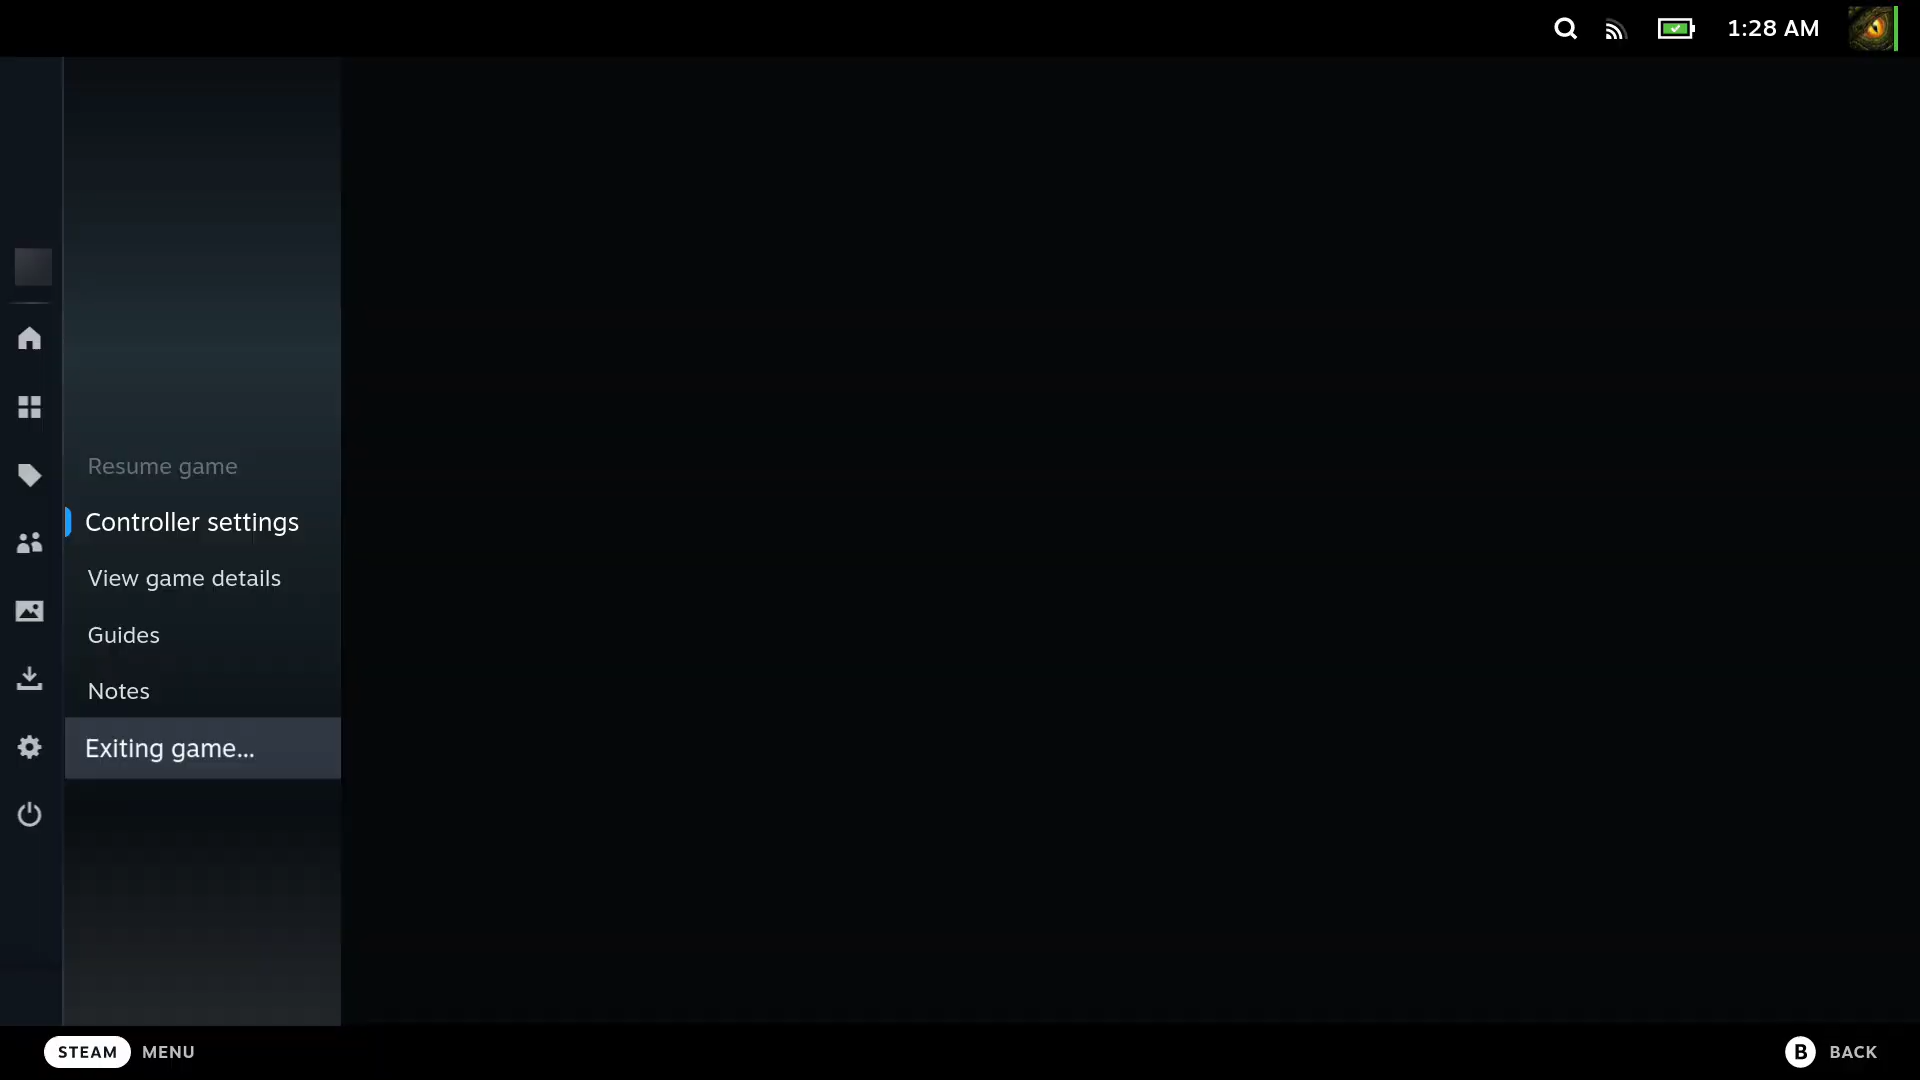 1:28 AM
Resume game
Controller settings
View game details
Guides
Notes
Exiting game...
STEAM MENU
B BACK